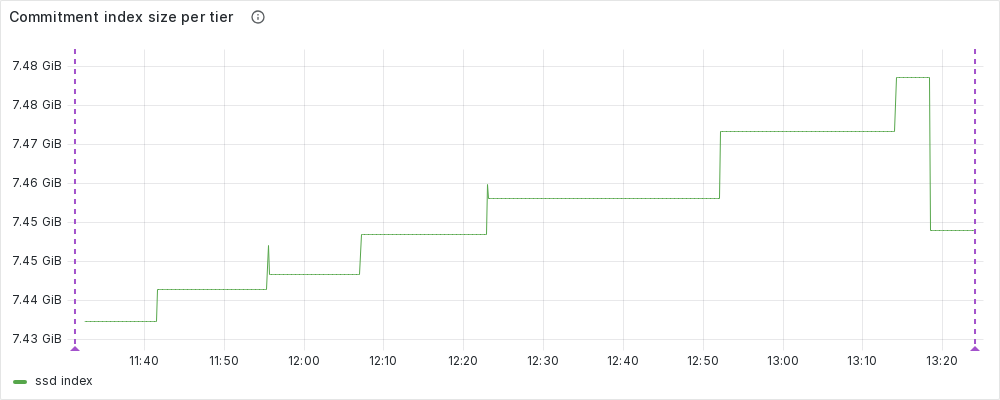 Commitment index size per tier
7.48 GiB
7.48 GiB
7.47 GiB
7.46 GiB
7.45 GiB
7.45 GiB
7.44 GiB
7.43 GiB
11:40 11:50 12:00 12:10 12:20 12:30 12:40 12:50 13:00 13:10 13:20
ssd index